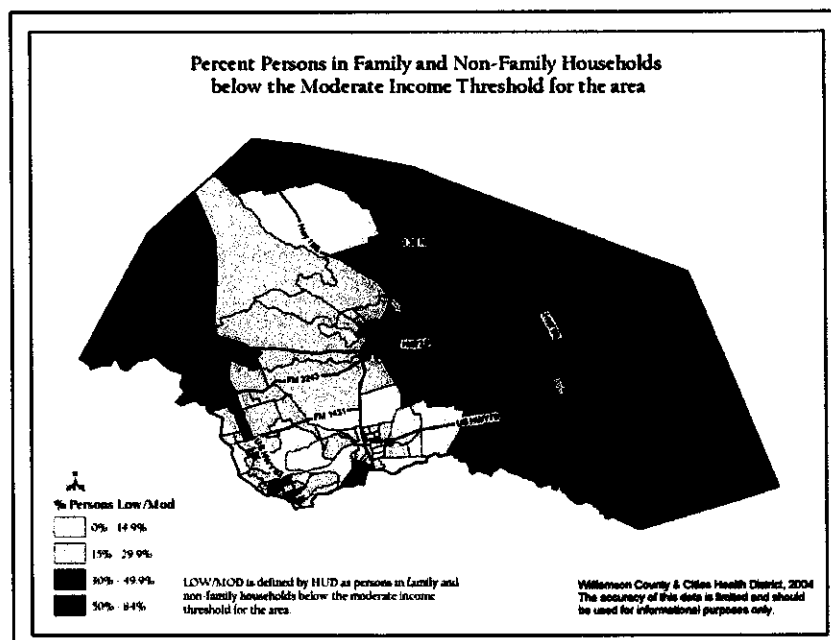 Percent Persons in Family and Non-Family Households
below the Moderate Income Threshold for the area
FM 2243
FM 1431
% Persons Low/Mod
0% - 14.9%
15% - 29.9%
30% - 49.9%
50% - 84%
LOW/MOD is defined by HUD as persons in family and
non-family households below the moderate income
threshold for the area.
Williamson County & Cities Health District, 2004
The accuracy of this data is limited and should
be used for informational purposes only.